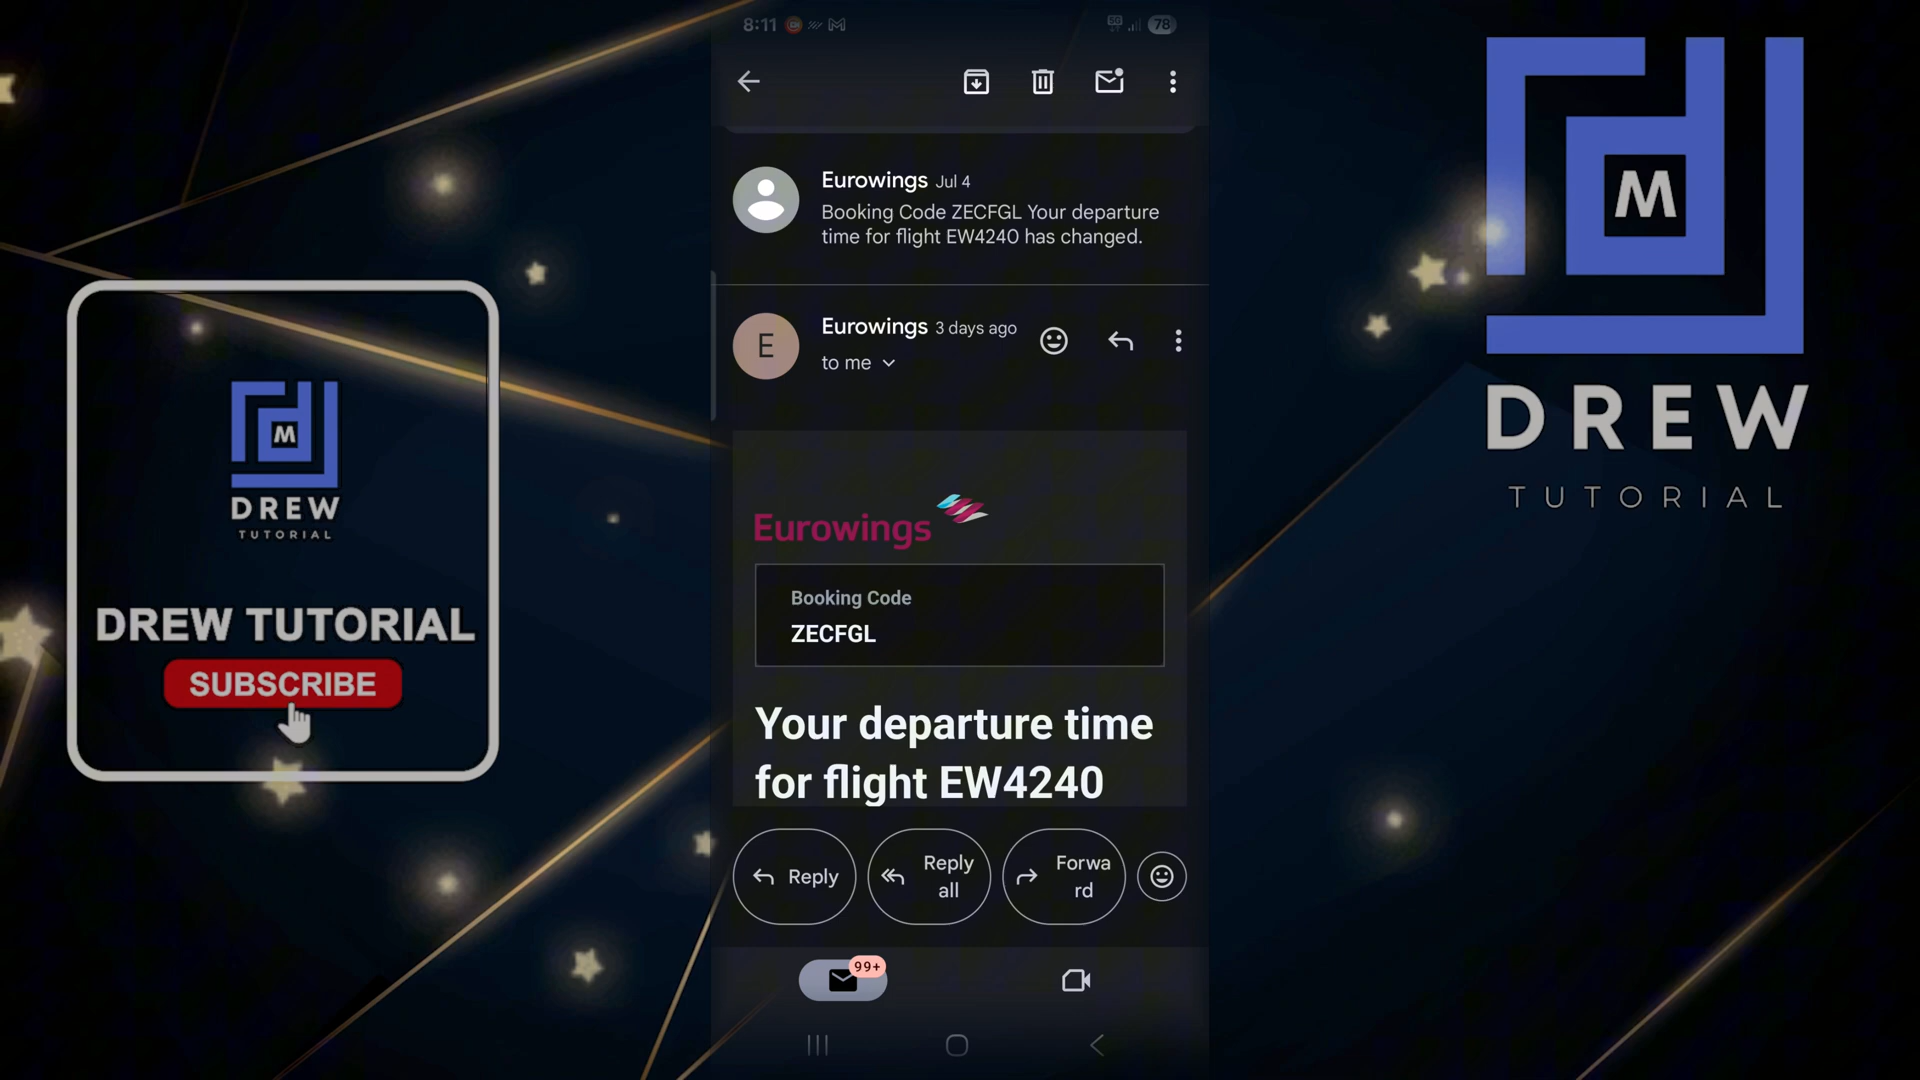 8:11
5G
78
Eurowings Jul 4
Booking Code ZECFGL Your departure
time for flight EW4240 has changed.
E
Eurowings 3 days ago
to me
Eurowings
Booking Code
ZECFGL
Your departure time
for flight EW4240
Reply
Reply
all
Forwa
rd
99+
M
DREW
TUTORIAL
DREW TUTORIAL
SUBSCRIBE
M
DREW
TUTORIAL